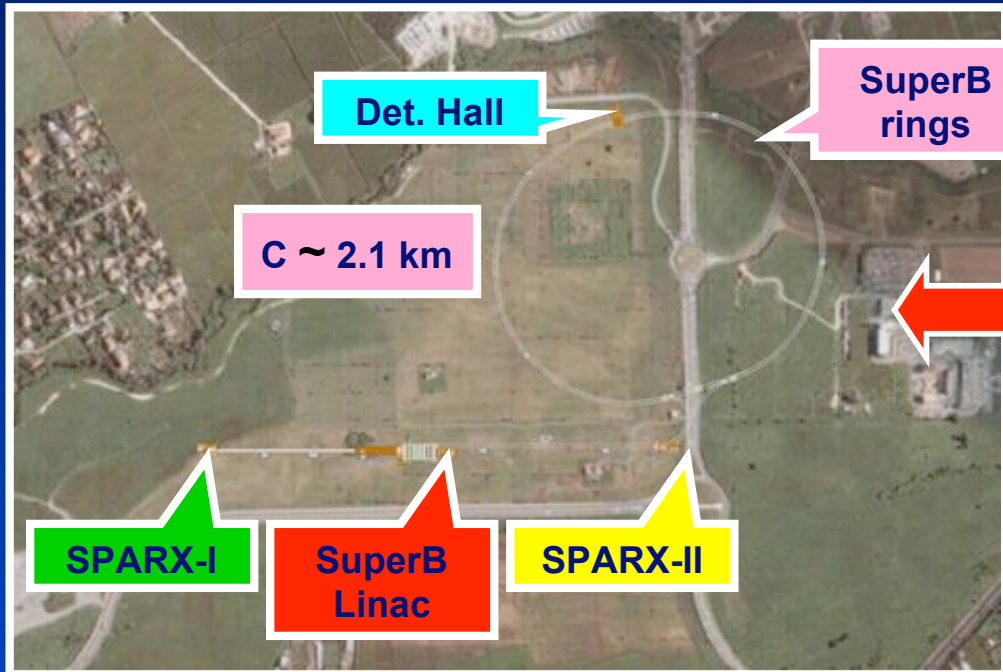 Det. Hall
SuperB
rings
C ~ 2.1 km
SPARX-I
SuperB
Linac
SPARX-II